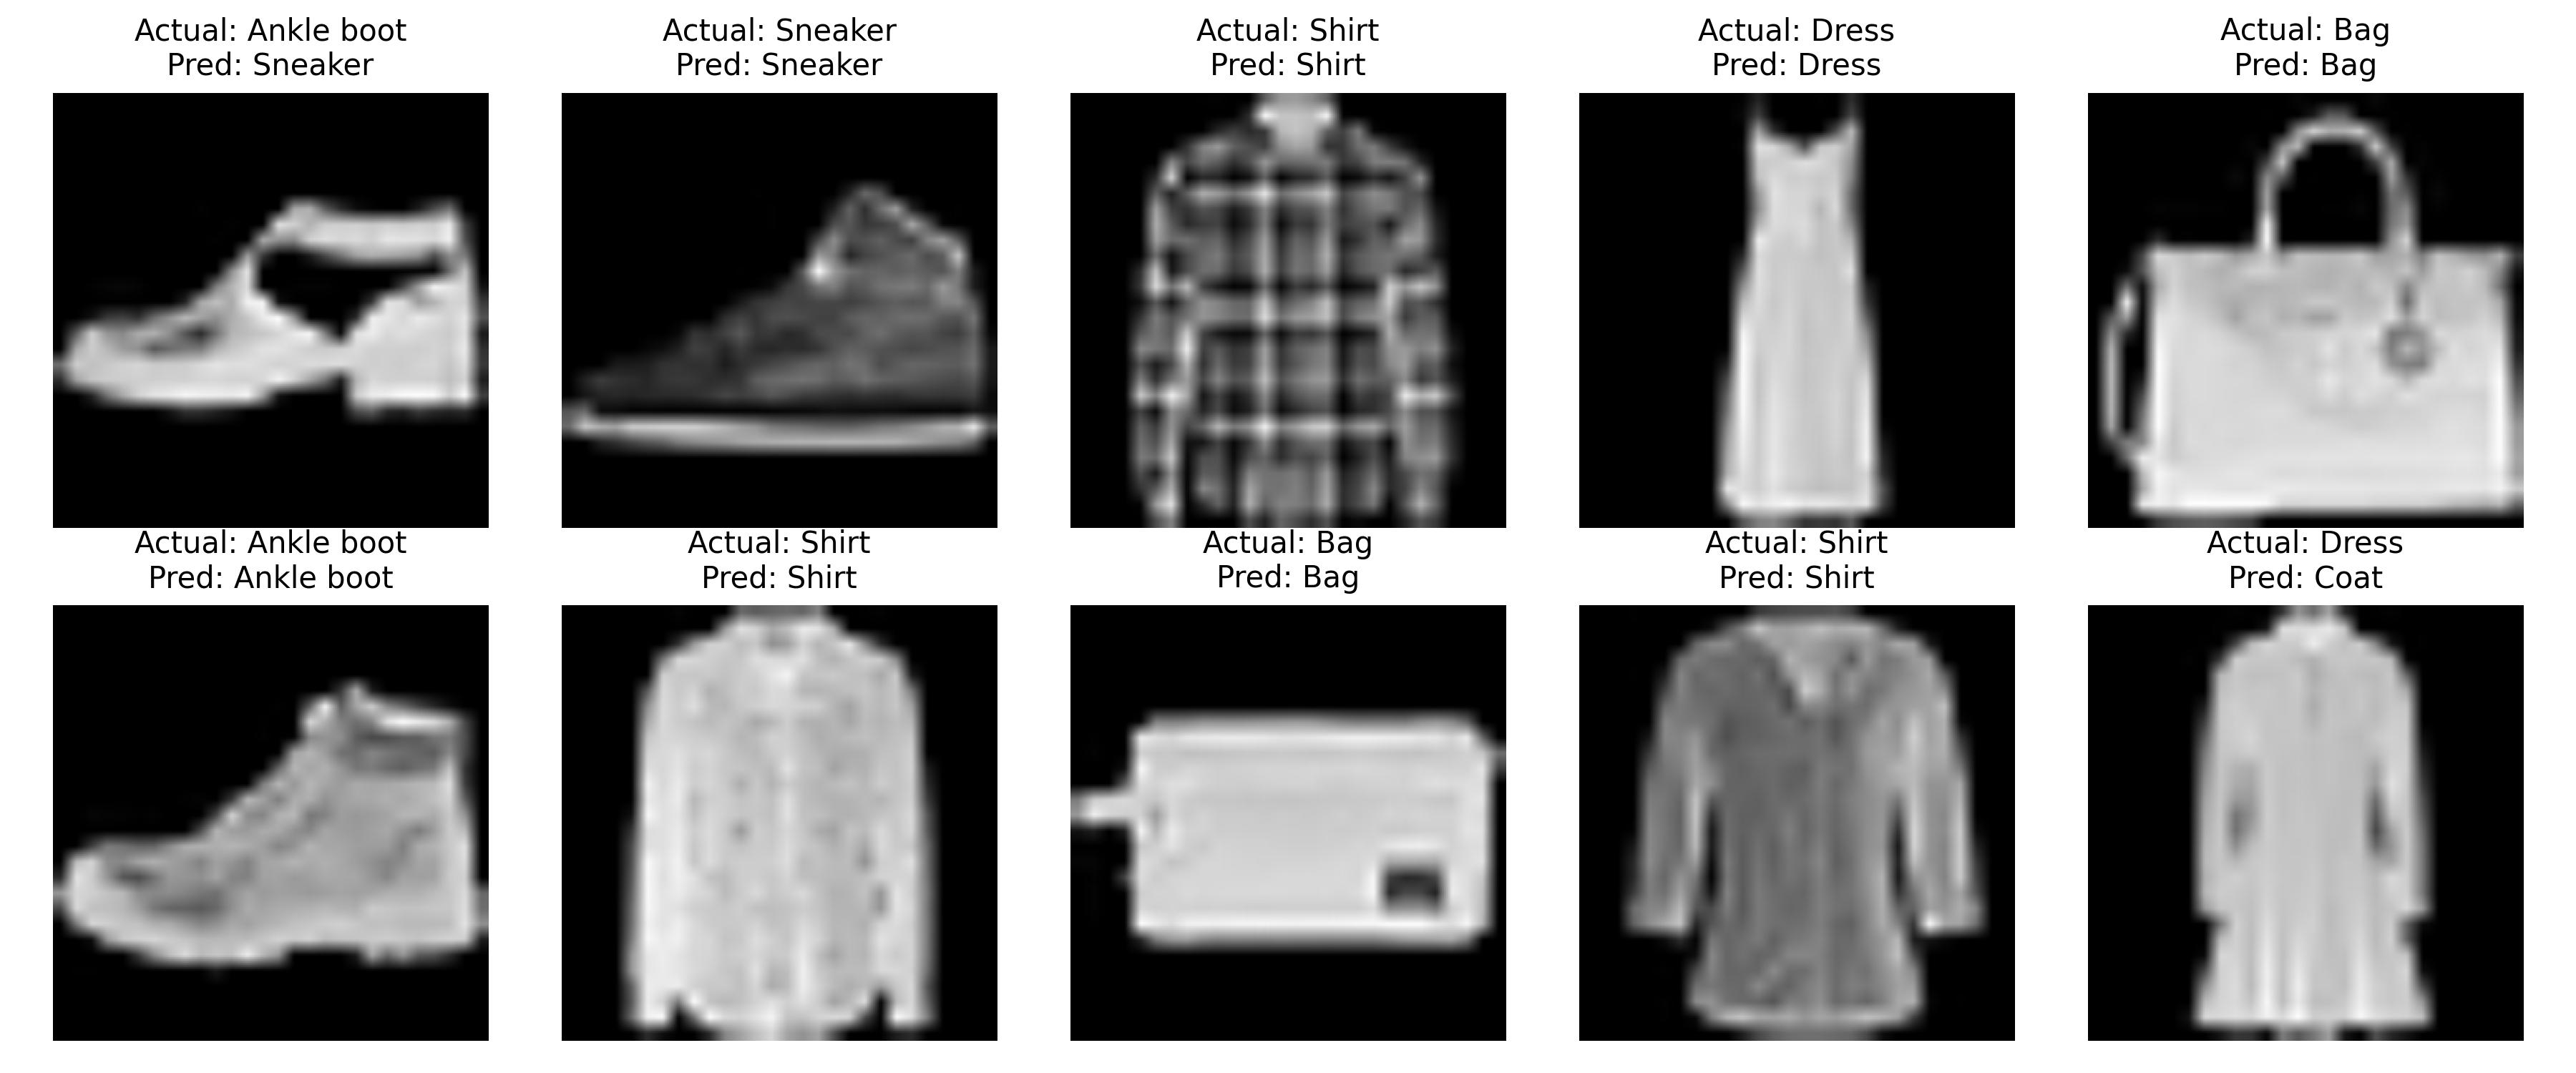 Actual: Ankle boot
Pred: Sneaker
Actual: Sneaker
Pred: Sneaker
Actual: Shirt
Pred: Shirt
Actual: Dress
Pred: Dress
Actual: Bag
Pred: Bag
Actual: Ankle boot
Pred: Ankle boot
Actual: Shirt
Pred: Shirt
Actual: Bag
Pred: Bag
Actual: Shirt
Pred: Shirt
Actual: Dress
Pred: Coat